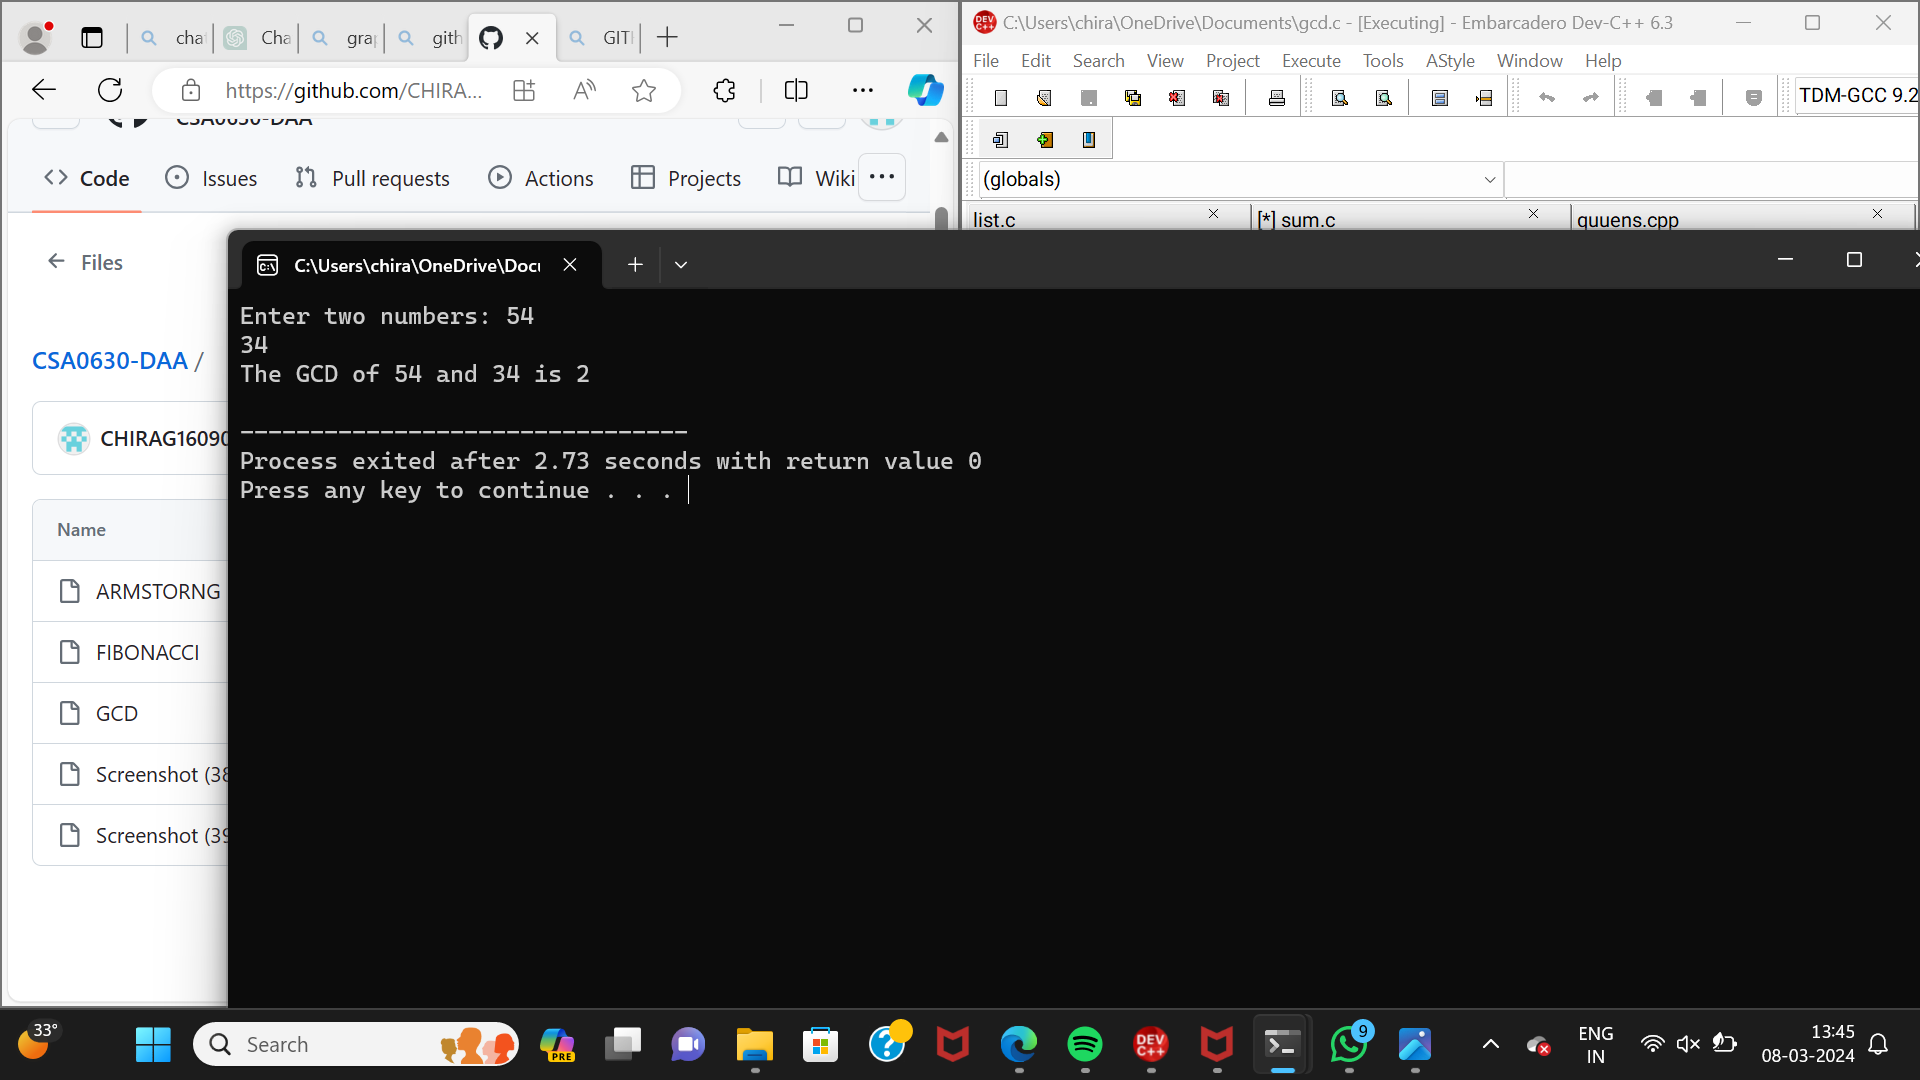 cha
Cha
gra
gith
GITI
https://github.com/CHIRA...
CSA0630-DAA
Code
Issues
Pull requests
Actions
Projects
Wiki
Files
CSA0630-DAA /
CHIRAG1609
Name
ARMSTORNG
FIBONACCI
GCD
Screenshot (38
Screenshot (39
C:\Users\chira\OneDrive\Documents\gcd.c - [Executing] - Embarcadero Dev-C++ 6.3
File Edit Search View Project Execute Tools AStyle Window Help
TDM-GCC 9.2
(globals)
list.c
[*] sum.c
quuens.cpp
C:\Users\chira\OneDrive\Docu
Enter two numbers: 54
34
The GCD of 54 and 34 is 2
--------------------------------
Process exited after 2.73 seconds with return value 0
Press any key to continue . . .
33°
Search
PRE
DEV
C++
9
ENG
IN
13:45
08-03-2024